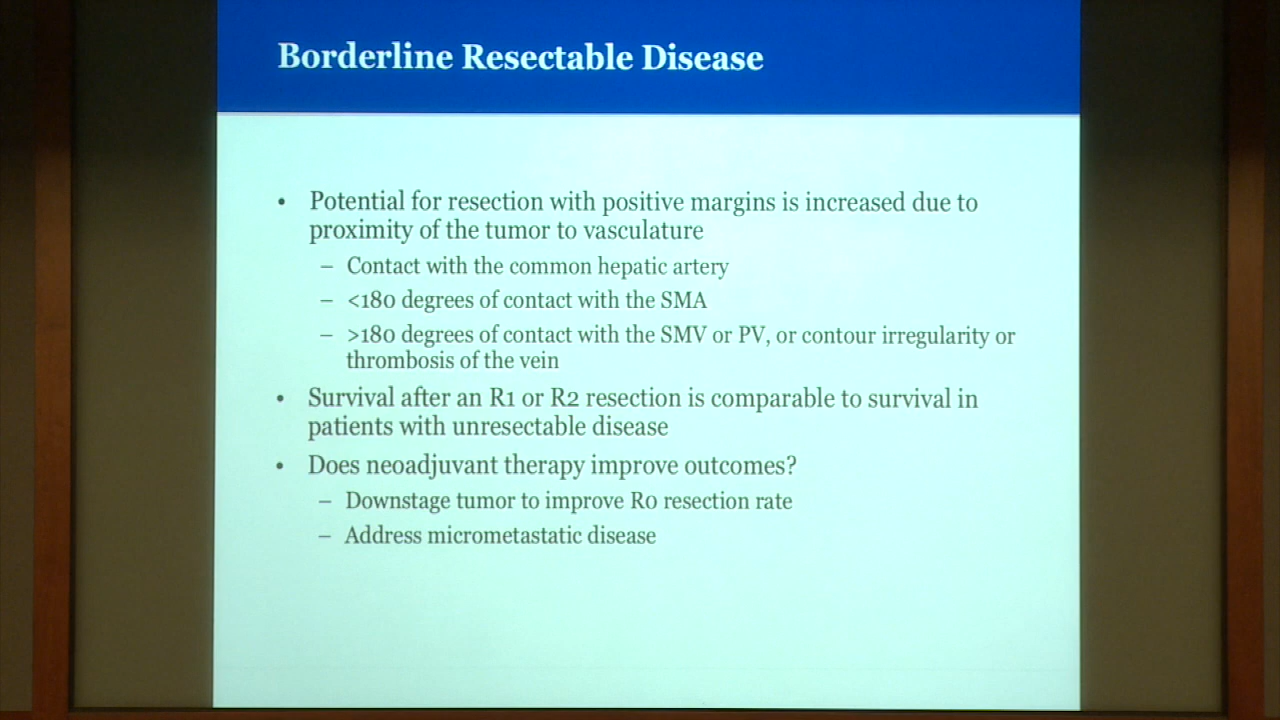 Borderline Resectable Disease
• Potential for resection with positive margins is increased due to
proximity of the tumor to vasculature
– Contact with the common hepatic artery
– <180 degrees of contact with the SMA
– >180 degrees of contact with the SMV or PV, or contour irregularity or
thrombosis of the vein
• Survival after an R1 or R2 resection is comparable to survival in
patients with unresectable disease
• Does neoadjuvant therapy improve outcomes?
– Downstage tumor to improve R0 resection rate
– Address micrometastatic disease